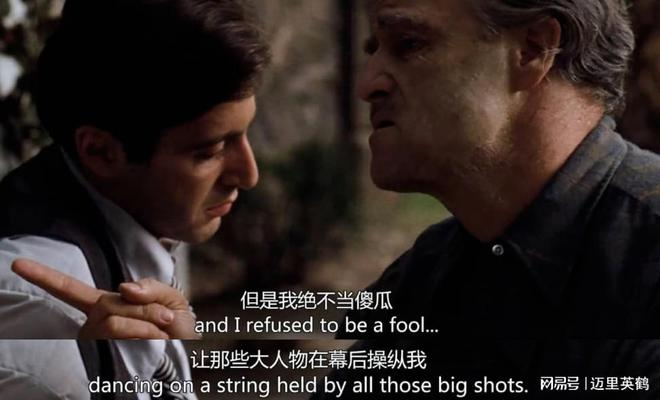 但是我绝不当傻瓜
and I refused to be a fool...
让那些大人物在幕后操纵我
dancing on a string held by all those big shots.
网易号 | 迈里英鹤